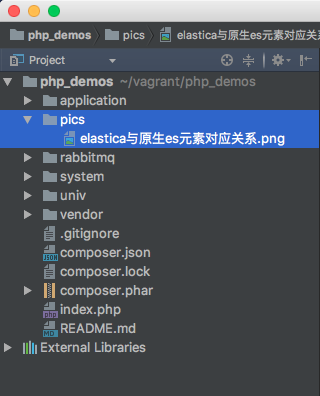 php_demos pics elastica与原生es元素对应关系
Project
php_demos ~/vagrant/php_demos
application
pics
elastica与原生es元素对应关系.png
rabbitmq
system
univ
vendor
.gitignore
composer.json
composer.lock
composer.phar
index.php
README.md
External Libraries